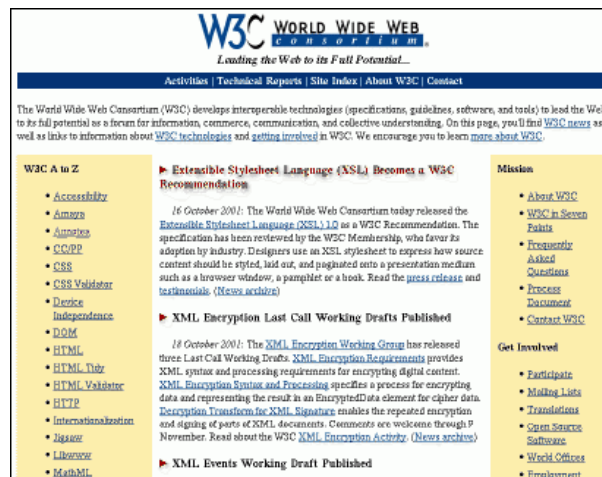 W3C WORLD WIDE WEB
consortium
Leading the Web to its Full Potential...
Activities | Technical Reports | Site Index | About W3C | Contact
The World Wide Web Consortium (W3C) develops interoperable technologies (specifications, guidelines, software, and tools) to lead the Web
to its full potential as a forum for information, commerce, communication, and collective understanding. On this page, you'll find W3C news as
well as links to information about W3C technologies and getting involved in W3C. We encourage you to learn more about W3C.
W3C A to Z
• Accessibility
• Amaya
• Annotea
• CC/PP
• CSS
• CSS Validator
• Device
Independence
• DOM
• HTML
• HTML Tidy
• HTML Validator
• HTTP
• Internationalization
• Jigsaw
• Libwww
• MathML
Extensible Stylesheet Language (XSL) Becomes a W3C
Recommendation
16 October 2001: The World Wide Web Consortium today released the
Extensible Stylesheet Language (XSL) 1.0 as a W3C Recommendation. The
specification has been reviewed by the W3C Membership, who favor its
adoption by industry. Designers use an XSL stylesheet to express how source
content should be styled, laid out, and paginated onto a presentation medium
such as a browser window, a pamphlet or a book. Read the press release and
testimonials. (News archive)
XML Encryption Last Call Working Drafts Published
18 October 2001: The XML Encryption Working Group has released
three Last Call Working Drafts. XML Encryption Requirements provides
XML syntax and processing requirements for encrypting digital content.
XML Encryption Syntax and Processing specifies a process for encrypting
data and representing the result in an EncryptedData element for cipher data.
Decryption Transform for XML Signature enables the repeated encryption
and signing of parts of XML documents. Comments are welcome through 9
November. Read about the W3C XML Encryption Activity. (News archive)
XML Events Working Draft Published
Mission
• About W3C
• W3C in Seven
Points
• Frequently
Asked
Questions
• Process
Document
• Contact W3C
Get Involved
• Participate
• Mailing Lists
• Translations
• Open Source
Software
• World Offices
• Employment